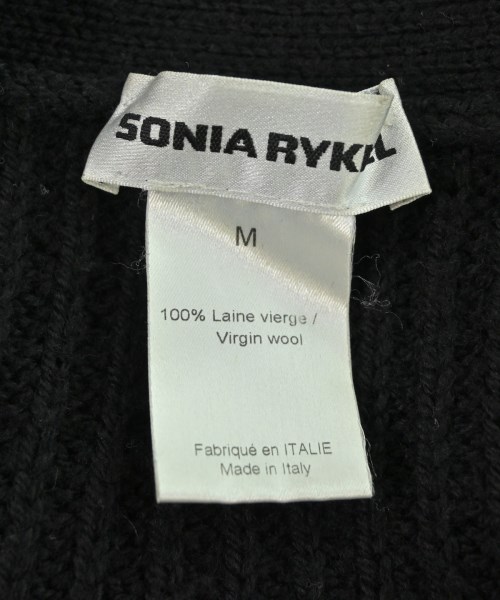 SONIA RYKIEL
M
100% Laine vierge /
Virgin wool
Fabriqué en ITALIE
Made in Italy